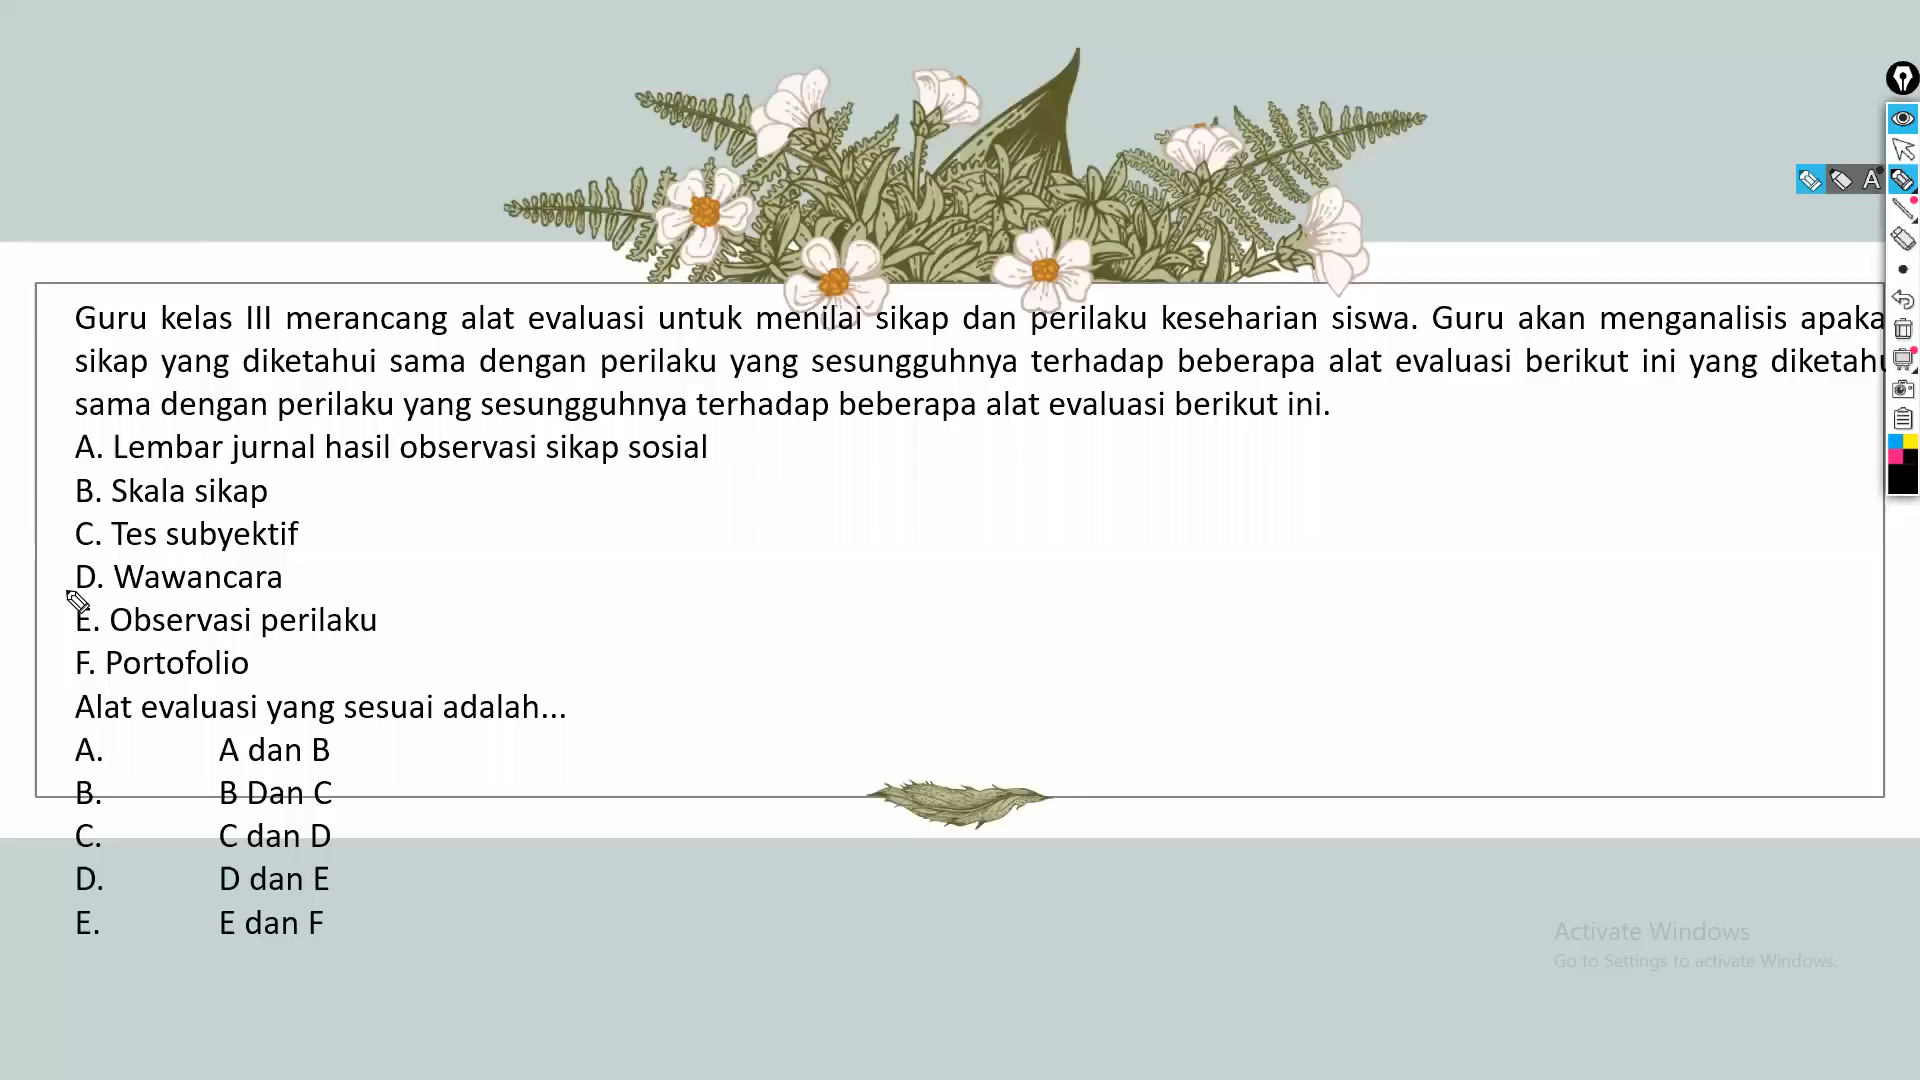 Guru kelas III merancang alat evaluasi untuk menilai sikap dan perilaku keseharian siswa. Guru akan menganalisis apaka
sikap yang diketahui sama dengan perilaku yang sesungguhnya terhadap beberapa alat evaluasi berikut ini yang diketahu
sama dengan perilaku yang sesungguhnya terhadap beberapa alat evaluasi berikut ini.
A. Lembar jurnal hasil observasi sikap sosial
B. Skala sikap
C. Tes subyektif
D. Wawancara
E. Observasi perilaku
F. Portofolio
Alat evaluasi yang sesuai adalah...
A. A dan B
B. B Dan C
C. C dan D
D. D dan E
E. E dan F
A
Activate Windows
Go to Settings to activate Windows.